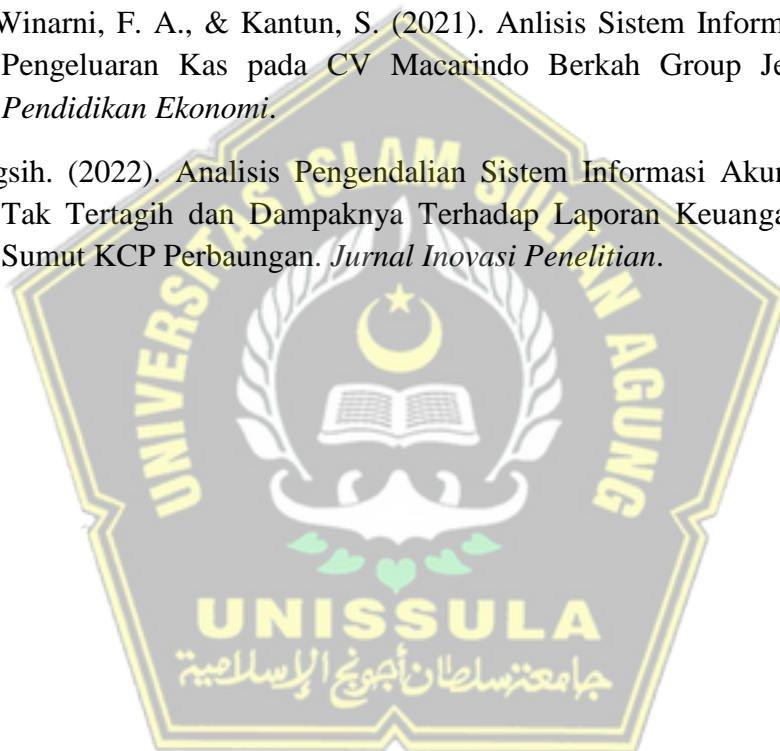 Winarni, F. A., & Kantun, S. (2021). Anlisis Sistem Inform
Pengeluaran Kas pada CV Macarindo Berkah Group Je
Pendidikan Ekonomi.
gsih. (2022). Analisis Pengendalian Sistem Informasi Akun
Tak Tertagih dan Dampaknya Terhadap Laporan Keuanga
Sumut KCP Perbaungan. Jurnal Inovasi Penelitian.
UNIVERSITAS ISLAM SULTAN AGUNG
UNISSULA
جامعتسلطان أجونج الإسلامية